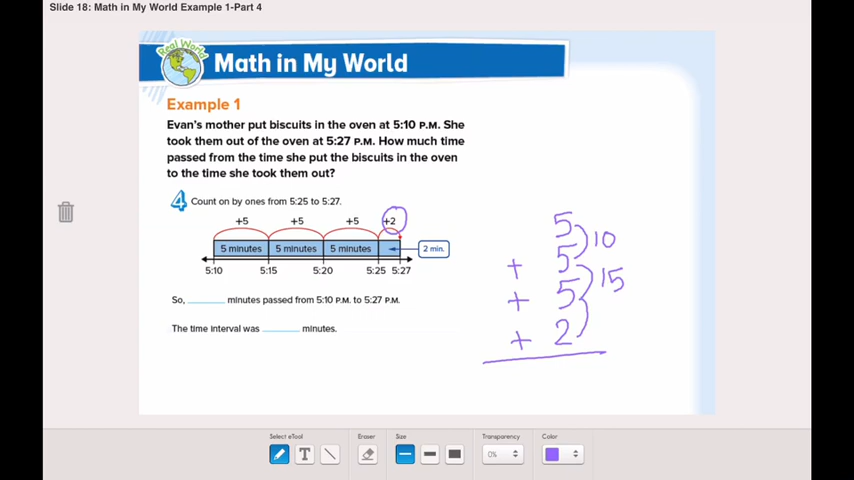 Slide 18: Math in My World Example 1-Part 4
Real World
Math in My World
Example 1
Evan's mother put biscuits in the oven at 5:10 P.M. She
took them out of the oven at 5:27 P.M. How much time
passed from the time she put the biscuits in the oven
to the time she took them out?
4 Count on by ones from 5:25 to 5:27.
+5 +5 +5 +2
5 minutes 5 minutes 5 minutes 2 min.
5:10 5:15 5:20 5:25 5:27
So, ______ minutes passed from 5:10 P.M. to 5:27 P.M.
The time interval was ______ minutes.
5
10
+ 5
15
+ 5
+ 2
Select eTool Eraser Size Transparency Color
T 0%